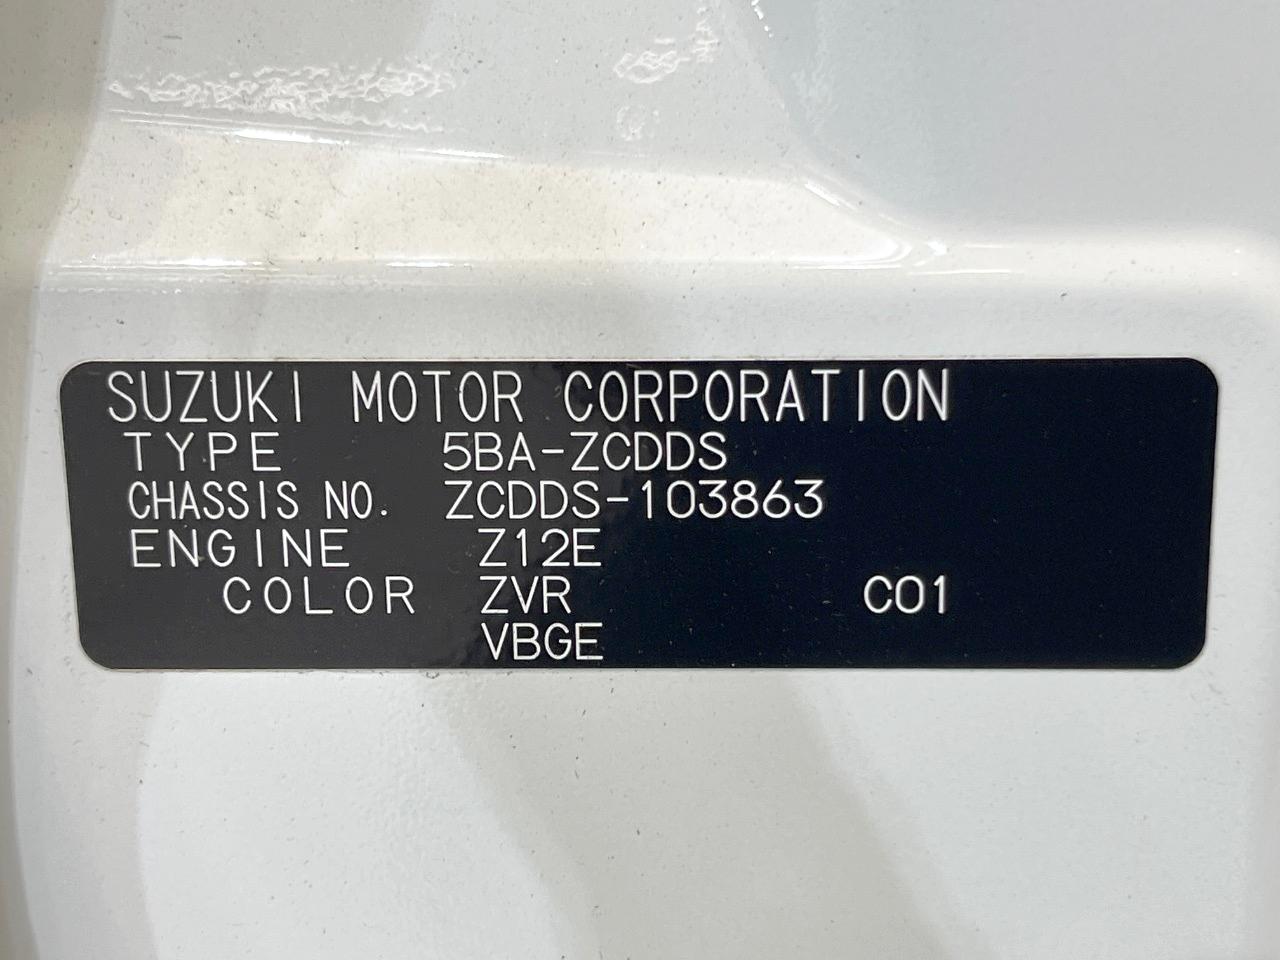 SUZUKI MOTOR CORPORATION
TYPE 5BA-ZCDDS
CHASSIS NO. ZCDDS-103863
ENGINE Z12E
COLOR ZVR C01
VBGE